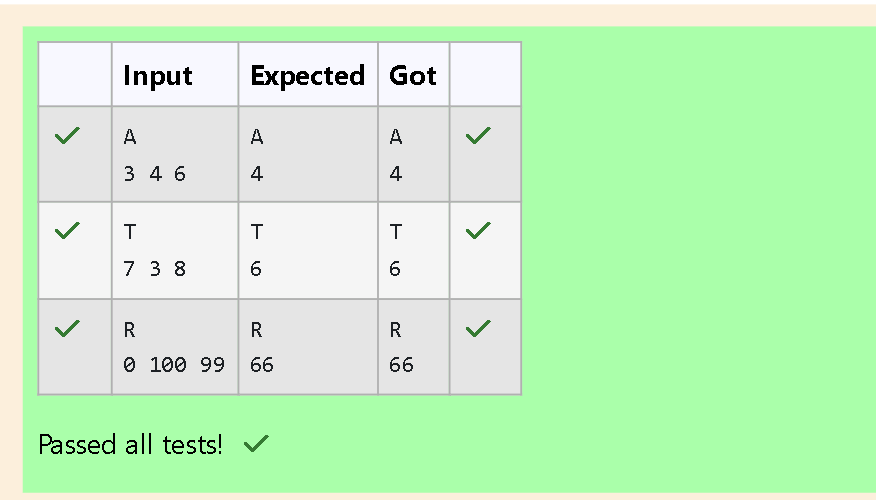 Input Expected Got
A A A
3 4 6 4 4
T T T
7 3 8 6 6
R R R
0 100 99 66 66
Passed all tests!